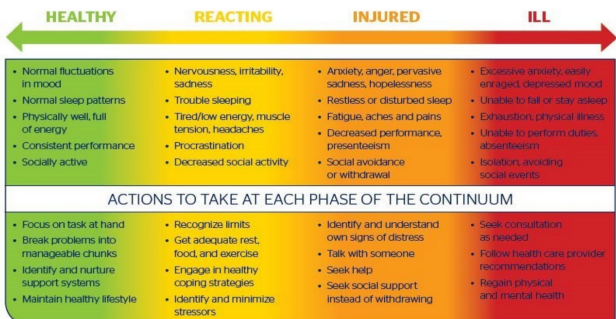 HEALTHY
REACTING
INJURED
ILL
• Normal fluctuations
in mood
• Normal sleep patterns
• Physically well, full
of energy
• Consistent performance
• Socially active
• Nervousness, irritability,
sadness
• Trouble sleeping
• Tired/low energy, muscle
tension, headaches
• Procrastination
• Decreased social activity
• Anxiety, anger, pervasive
sadness, hopelessness
• Restless or disturbed sleep
• Fatigue, aches and pains
• Decreased performance,
presenteeism
• Social avoidance
or withdrawal
• Excessive anxiety, easily
enraged, depressed mood
• Unable to fall or stay asleep
• Exhaustion, physical illness
• Unable to perform duties,
absenteeism
• Isolation, avoiding
social events
ACTIONS TO TAKE AT EACH PHASE OF THE CONTINUUM
• Focus on task at hand
• Break problems into
manageable chunks
• Identify and nurture
support systems
• Maintain healthy lifestyle
• Recognize limits
• Get adequate rest,
food, and exercise
• Engage in healthy
coping strategies
• Identify and minimize
stressors
• Identify and understand
own signs of distress
• Talk with someone
• Seek help
• Seek social support
instead of withdrawing
• Seek consultation
as needed
• Follow health care provider
recommendations
• Regain physical
and mental health